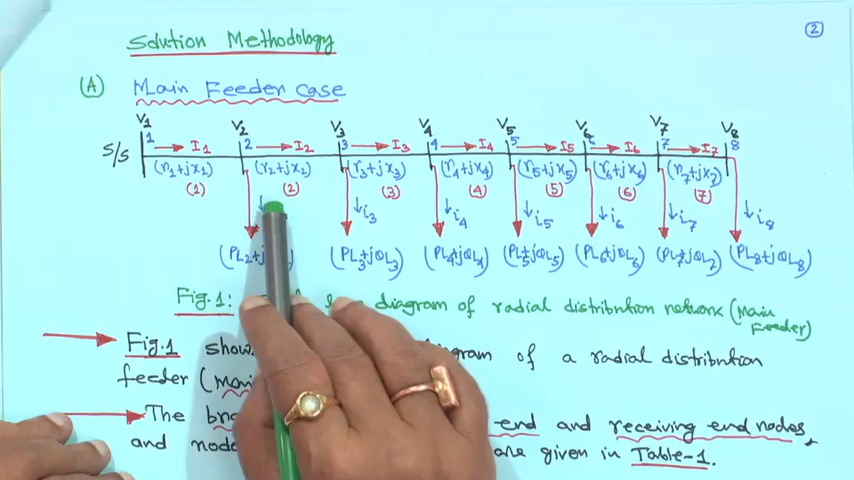 2
Solution Methodology
(A) Main Feeder case
V1 V2 V3 V4 V5 V6 V7 V8
S/S 1 I1 2 I2 3 I3 4 I4 5 I5 6 I6 7 I7 8
(r1+jx1) (r2+jx2) (r3+jx3) (r4+jx4) (r5+jx5) (r6+jx6) (r7+jx7)
(1) (2) (3) (4) (5) (6) (7)
i3 i4 i5 i6 i7 i8
(PL2+j (PL3+jQL3) (PL4+jQL4) (PL5+jQL5) (PL6+jQL6) (PL7+jQL7) (PL8+jQL8)
Fig.1: diagram of radial distribution network (Main
Feeder)
Fig.1 of a radial distribution
feeder
The end and receiving end nodes,
and are given in Table-1.